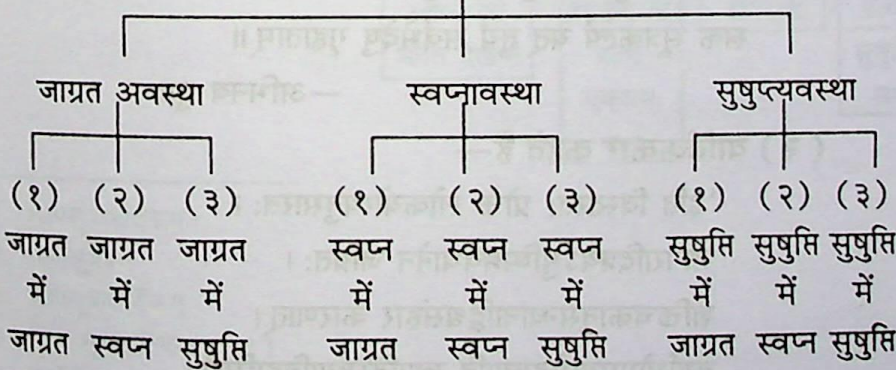 जाग्रत अवस्था स्वप्नावस्था सुषुप्त्यवस्था
(१) (२) (३) (१) (२) (३) (१) (२) (३)
जाग्रत जाग्रत जाग्रत स्वप्न स्वप्न स्वप्न सुषुप्ति सुषुप्ति सुषुप्ति
में में में में में में में में में
जाग्रत स्वप्न सुषुप्ति जाग्रत स्वप्न सुषुप्ति जाग्रत स्वप्न सुषुप्ति